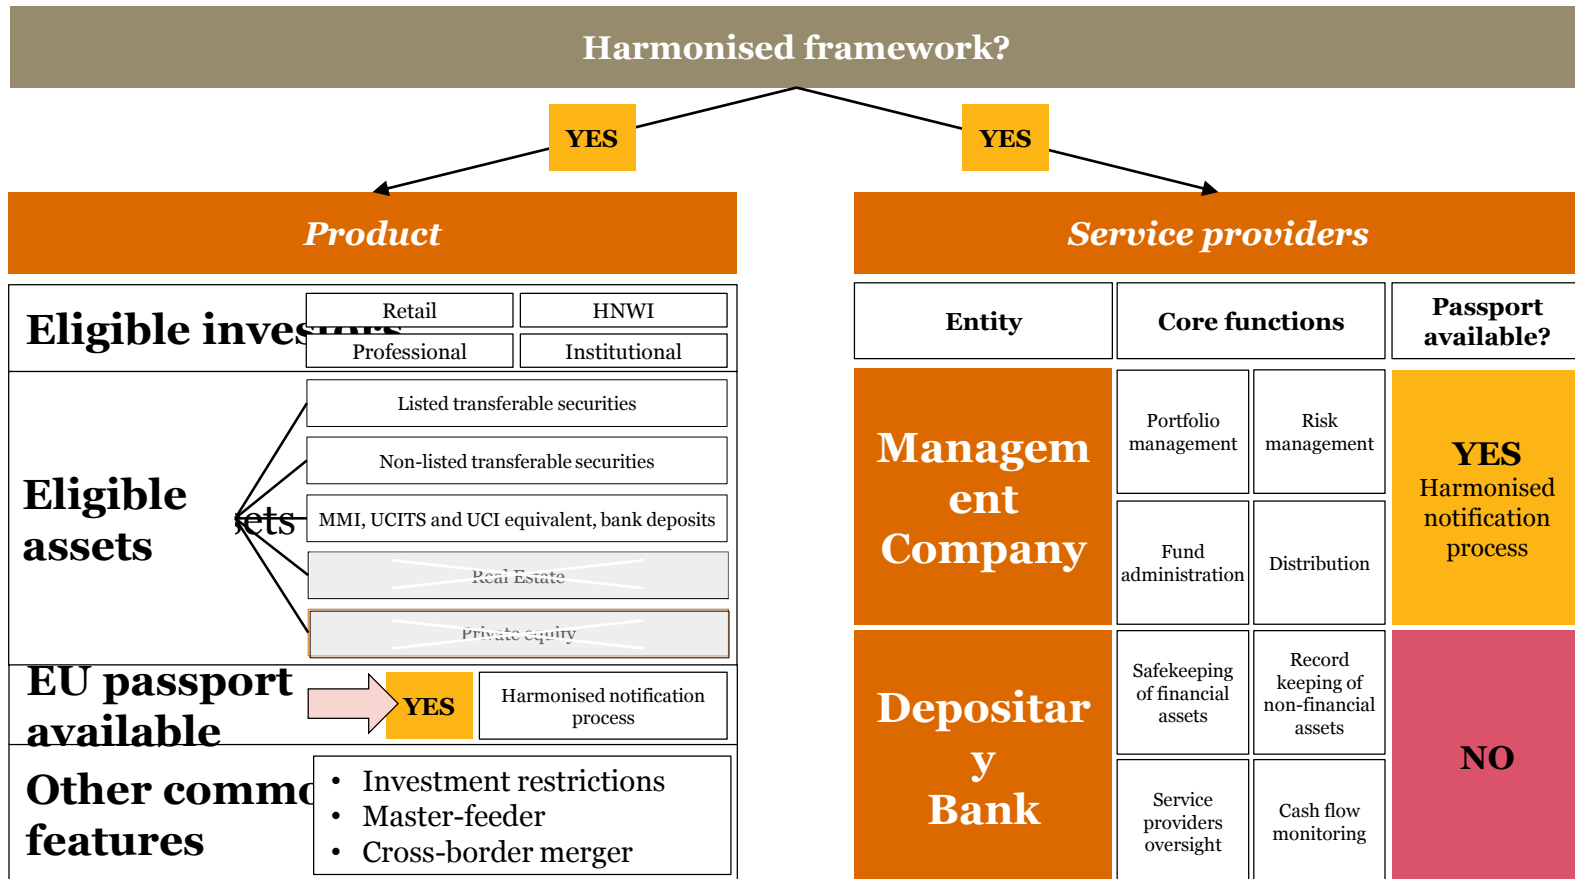 Harmonised framework?
YES
YES
Product
Service providers
Eligible investors
Retail
HNWI
Professional
Institutional
Eligible
assets
sets
Listed transferable securities
Non-listed transferable securities
MMI, UCITS and UCI equivalent, bank deposits
Real Estate
Private equity
EU passport
available
YES
Harmonised notification
process
Other commo
features
• Investment restrictions
• Master-feeder
• Cross-border merger
Entity
Core functions
Passport
available?
Managem
ent
Company
Portfolio
management
Risk
management
Fund
administration
Distribution
YES
Harmonised
notification
process
Depositar
y
Bank
Safekeeping
of financial
assets
Record
keeping of
non-financial
assets
Service
providers
oversight
Cash flow
monitoring
NO